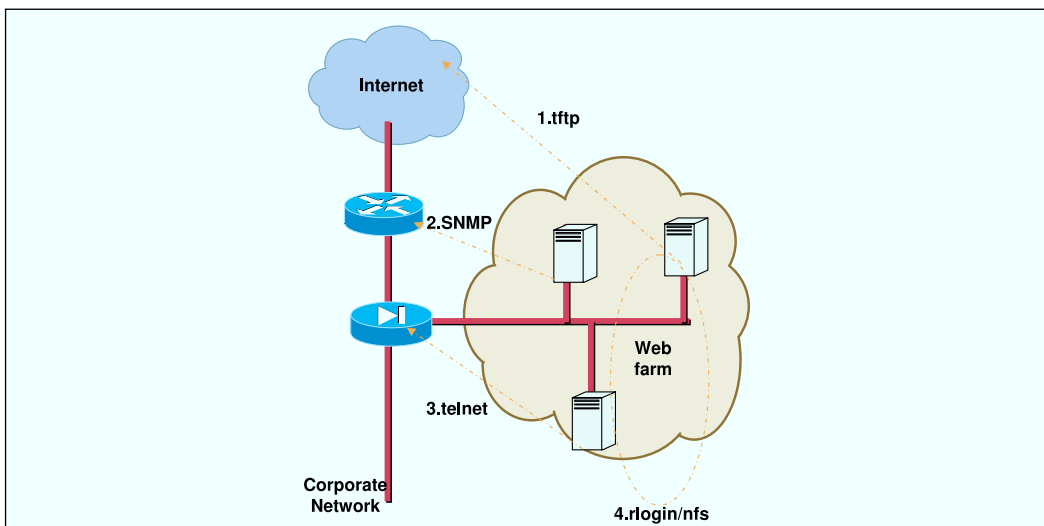 Internet
1.tftp
2.SNMP
Web
farm
3.telnet
Corporate
Network
4.rlogin/nfs